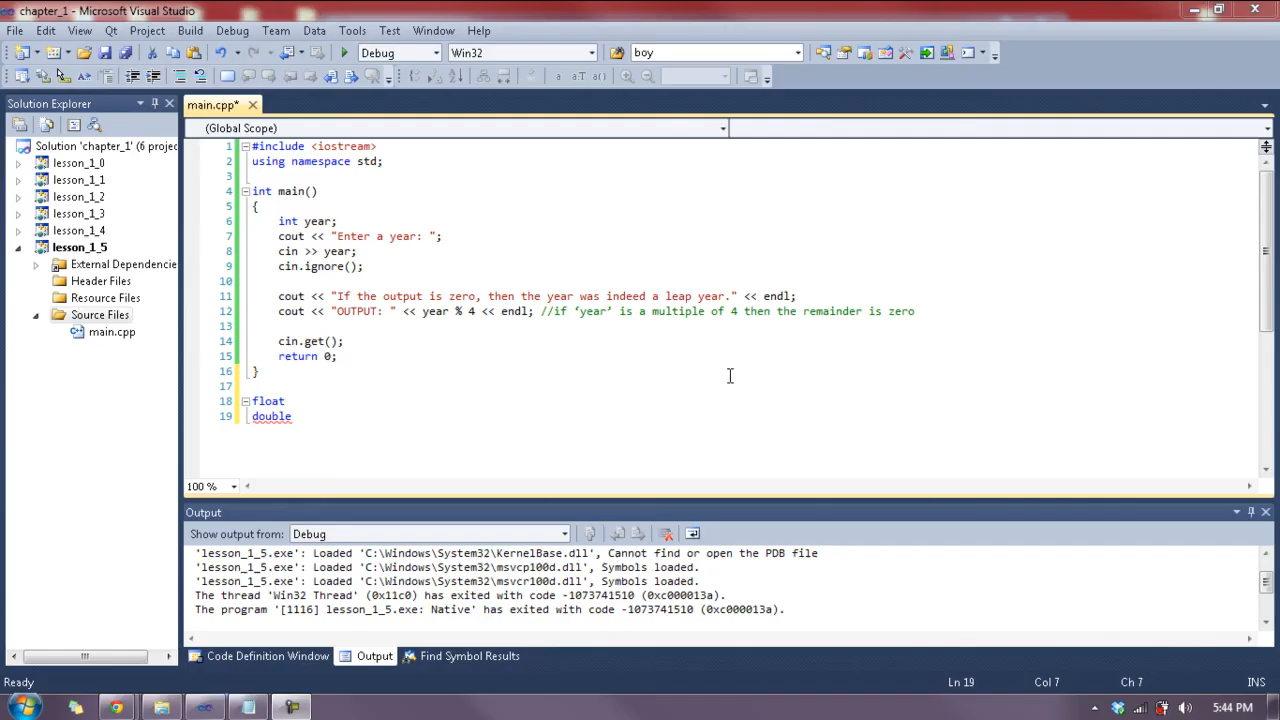 chapter_1 - Microsoft Visual Studio
File Edit View Qt Project Build Debug Team Data Tools Test Window Help
Debug Win32 boy
Solution Explorer
main.cpp*
(Global Scope)
Solution 'chapter_1' (6 projec
lesson_1_0
lesson_1_1
lesson_1_2
lesson_1_3
lesson_1_4
lesson_1_5
External Dependencie
Header Files
Resource Files
Source Files
main.cpp
1 #include <iostream>
2 using namespace std;
3
4 int main()
5 {
6 int year;
7 cout << "Enter a year: ";
8 cin >> year;
9 cin.ignore();
10
11 cout << "If the output is zero, then the year was indeed a leap year." << endl;
12 cout << "OUTPUT: " << year % 4 << endl; //if ‘year’ is a multiple of 4 then the remainder is zero
13
14 cin.get();
15 return 0;
16 }
17
18 float
19 double
100 %
Output
Show output from: Debug
'lesson_1_5.exe': Loaded 'C:\Windows\System32\KernelBase.dll', Cannot find or open the PDB file
'lesson_1_5.exe': Loaded 'C:\Windows\System32\msvcp100d.dll', Symbols loaded.
'lesson_1_5.exe': Loaded 'C:\Windows\System32\msvcr100d.dll', Symbols loaded.
The thread 'Win32 Thread' (0x11c0) has exited with code -1073741510 (0xc000013a).
The program '[1116] lesson_1_5.exe: Native' has exited with code -1073741510 (0xc000013a).
Code Definition Window Output Find Symbol Results
Ready Ln 19 Col 7 Ch 7 INS
5:44 PM